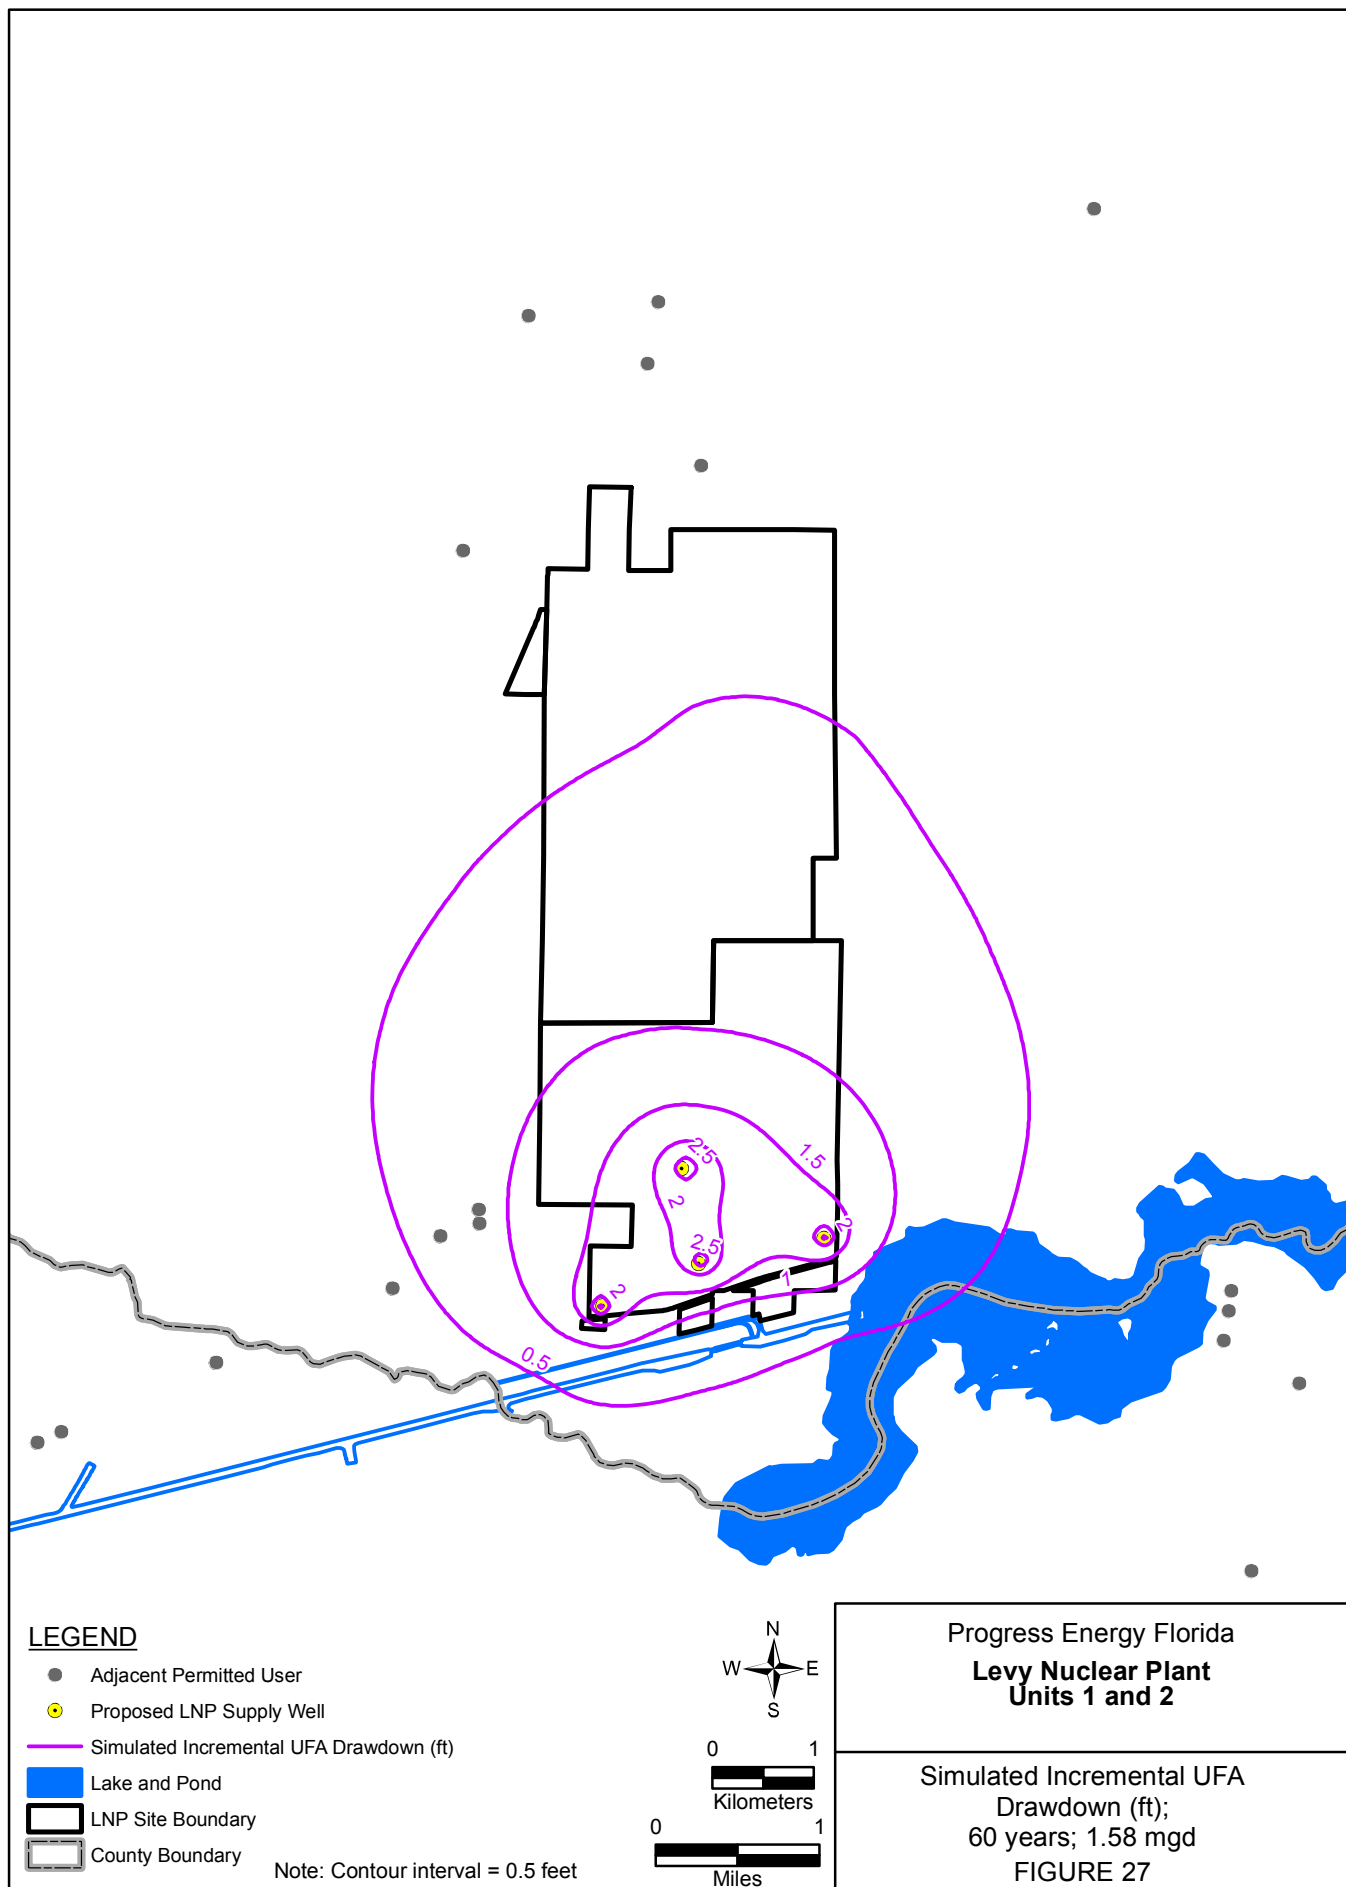 2.5
1.5
2
2
2.5
2
1
0.5
LEGEND
Adjacent Permitted User
Proposed LNP Supply Well
Simulated Incremental UFA Drawdown (ft)
Lake and Pond
LNP Site Boundary
County Boundary
Note: Contour interval = 0.5 feet
N
W E
S
0 1
Kilometers
0 1
Miles
Progress Energy Florida
Levy Nuclear Plant
Units 1 and 2
Simulated Incremental UFA
Drawdown (ft);
60 years; 1.58 mgd
FIGURE 27